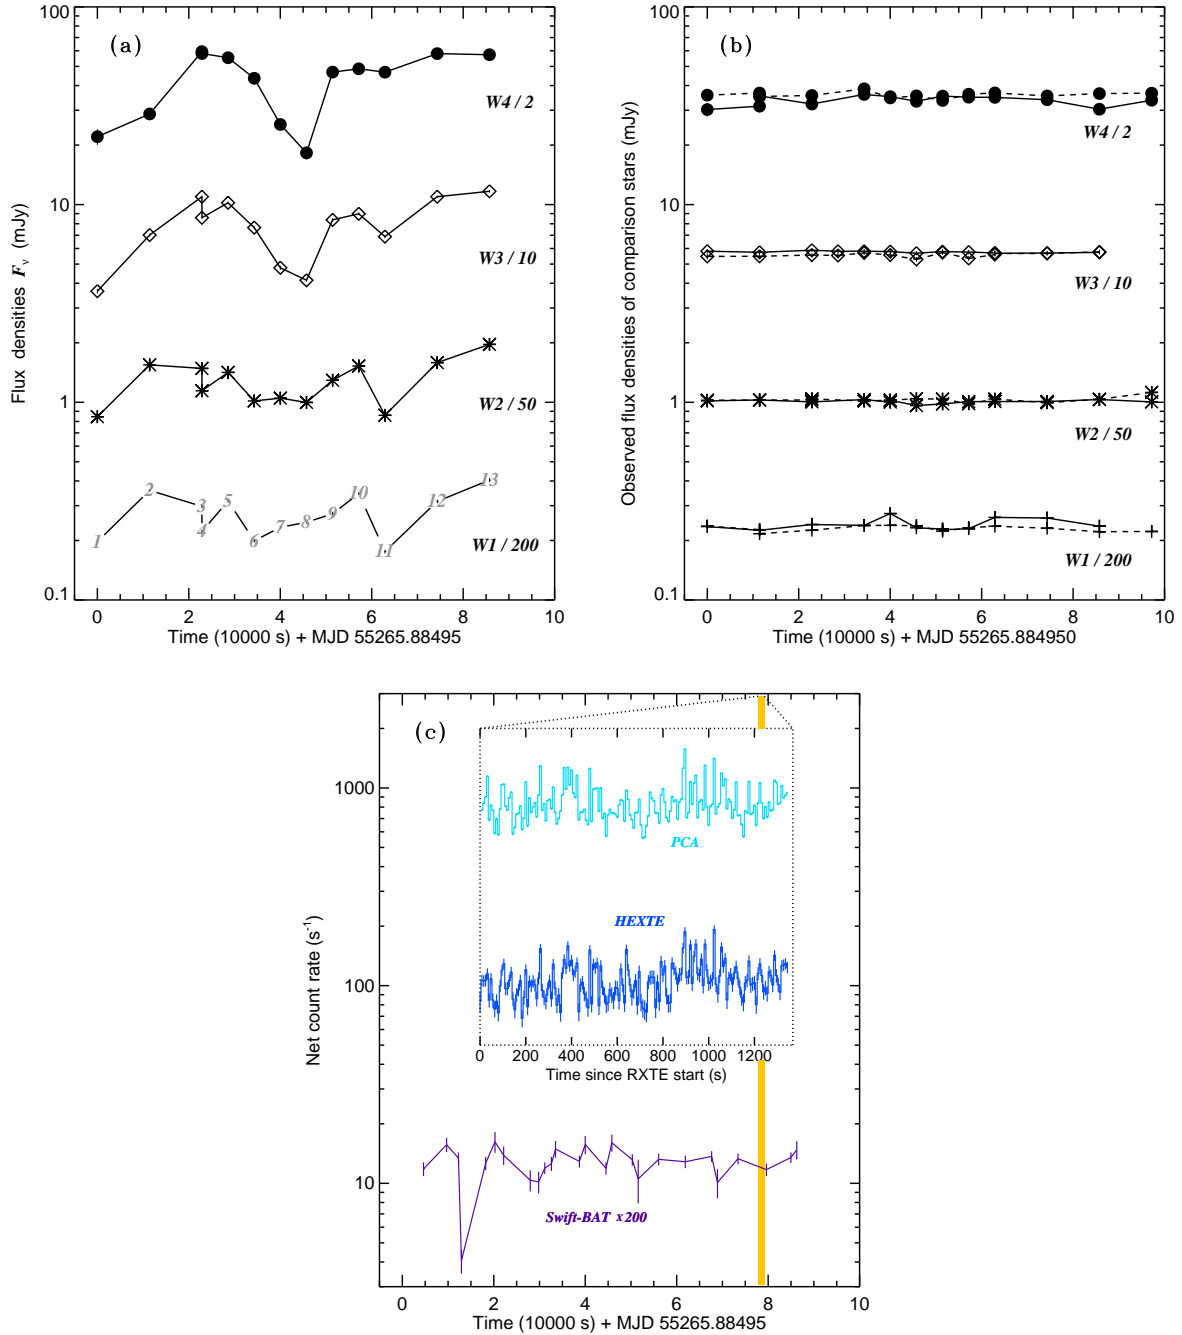 100
10
1
0.1
Flux densities Fν (mJy)
(a)
W4 / 2
W3 / 10
W2 / 50
W1 / 200
1
2
3
4
5
6
7
8
9
10
11
12
13
0 2 4 6 8 10
Time (10000 s) + MJD 55265.88495
100
10
1
0.1
Observed flux densities of comparison stars (mJy)
(b)
W4 / 2
W3 / 10
W2 / 50
W1 / 200
0 2 4 6 8 10
Time (10000 s) + MJD 55265.884950
1000
100
10
Net count rate (s-1)
(c)
PCA
HEXTE
0 200 400 600 800 1000 1200
Time since RXTE start (s)
Swift-BAT x200
0 2 4 6 8 10
Time (10000 s) + MJD 55265.88495